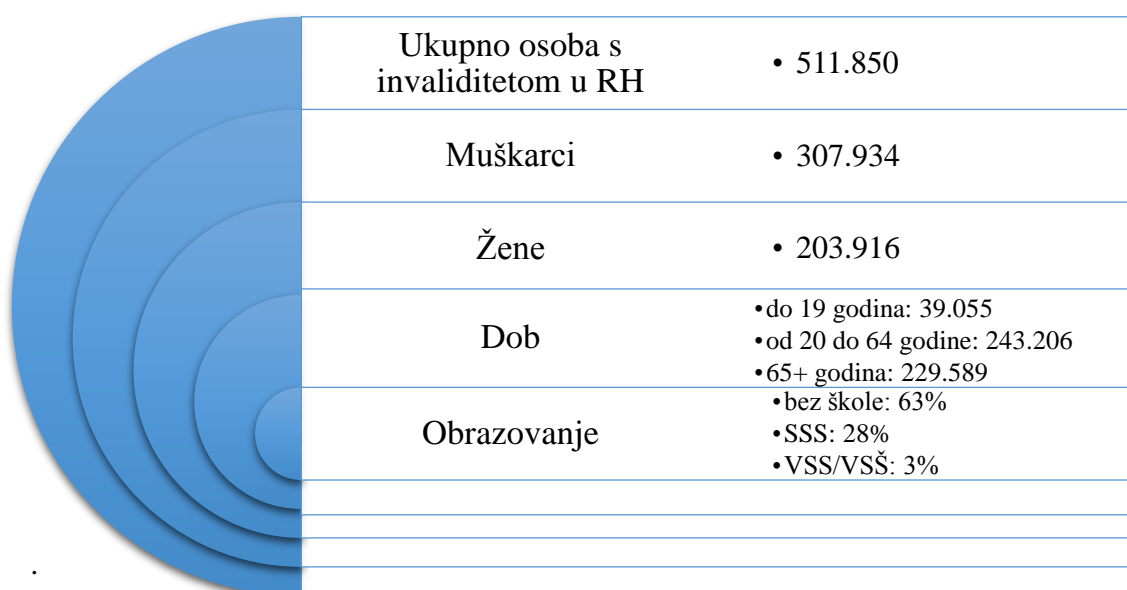 Ukupno osoba s
invaliditetom u RH
• 511.850
Muškarci
• 307.934
Žene
• 203.916
Dob
•do 19 godina: 39.055
•od 20 do 64 godine: 243.206
•65+ godina: 229.589
Obrazovanje
•bez škole: 63%
•SSS: 28%
•VSS/VSŠ: 3%
.